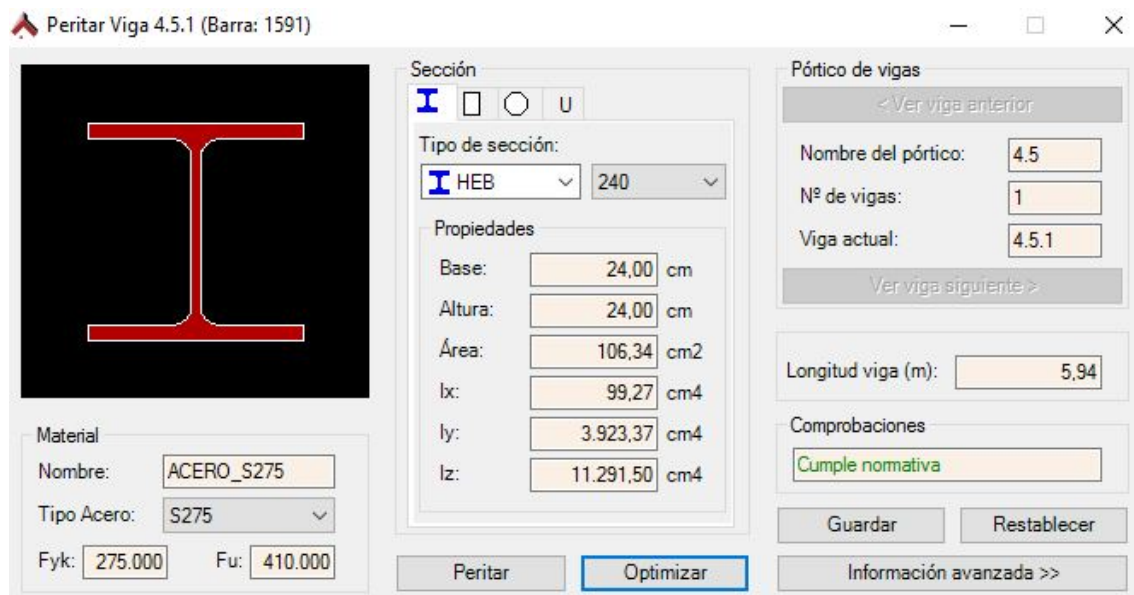 Peritar Viga 4.5.1 (Barra: 1591)
Sección
U
Tipo de sección:
HEB 240
Propiedades
Base: 24,00 cm
Altura: 24,00 cm
Área: 106,34 cm2
Ix: 99,27 cm4
Iy: 3.923,37 cm4
Iz: 11.291,50 cm4
Material
Nombre: ACERO_S275
Tipo Acero: S275
Fyk: 275.000 Fu: 410.000
Peritar Optimizar
Pórtico de vigas
< Ver viga anterior
Nombre del pórtico: 4.5
Nº de vigas: 1
Viga actual: 4.5.1
Ver viga siguiente >
Longitud viga (m): 5,94
Comprobaciones
Cumple normativa
Guardar Restablecer
Información avanzada >>